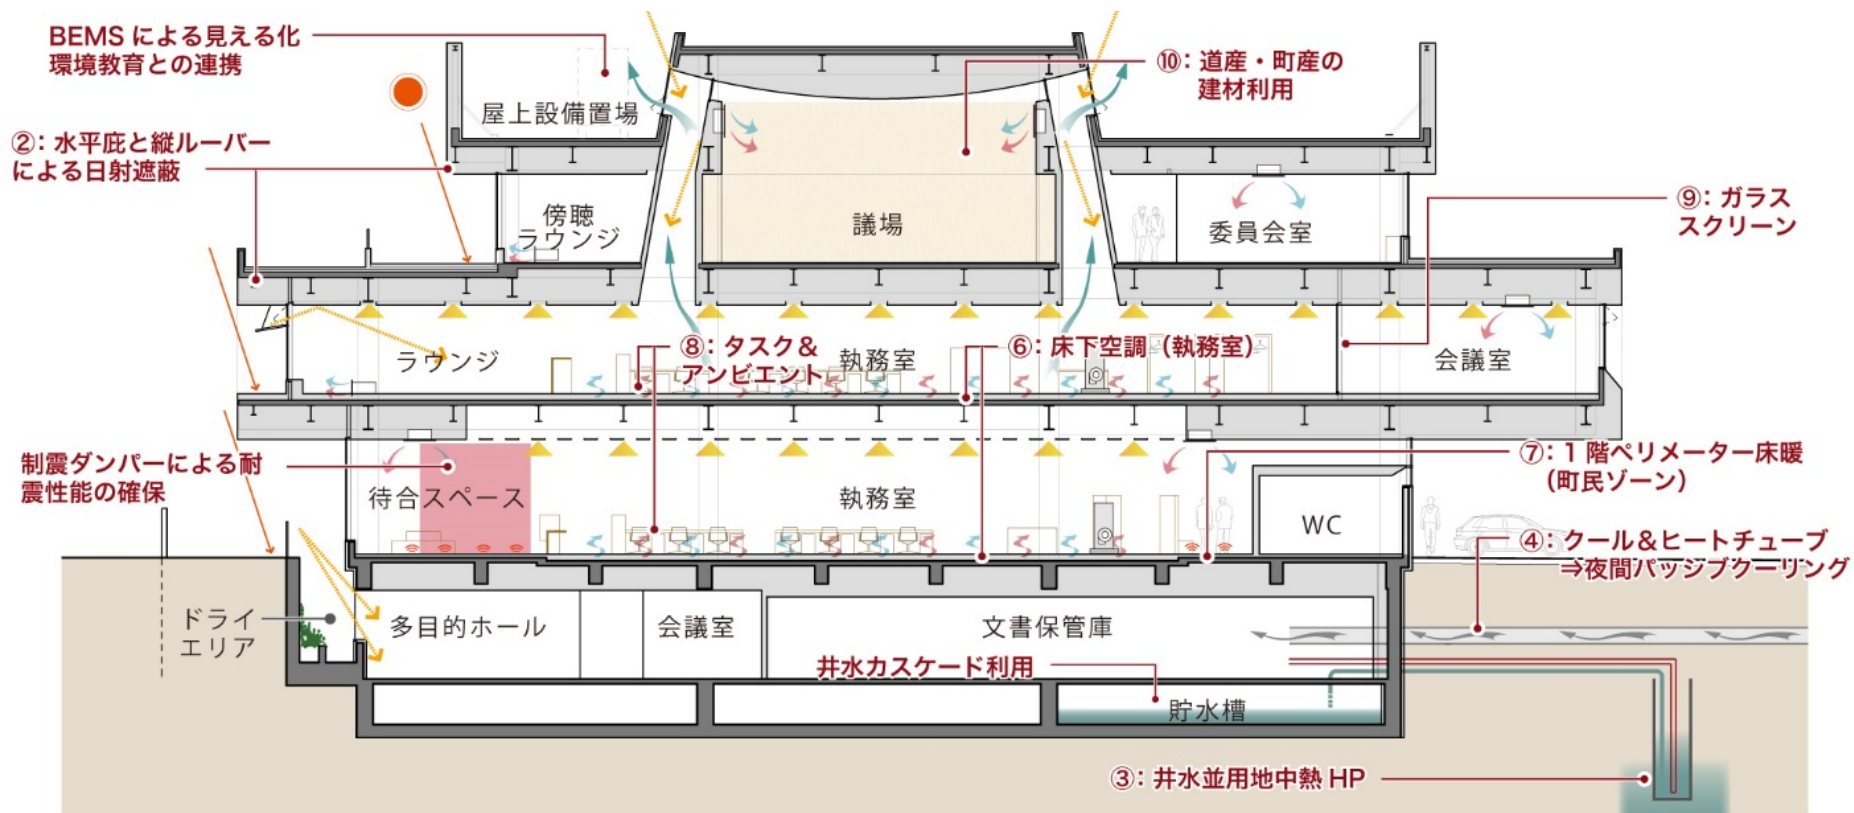 BEMS による見える化
環境教育との連携
⑩：道産・町産の
建材利用
屋上設備置場
②：水平庇と縦ルーバー
による日射遮蔽
傍聴
ラウンジ
議場
委員会室
⑨：ガラス
スクリーン
ラウンジ
⑧：タスク＆
アンビエント
執務室
⑥：床下空調（執務室）
会議室
制震ダンパーによる耐
震性能の確保
待合スペース
執務室
WC
⑦：1 階ペリメーター床暖
（町民ゾーン）
④：クール＆ヒートチューブ
⇒夜間パッシブクーリング
ドライ
エリア
多目的ホール
会議室
文書保管庫
井水カスケード利用
貯水槽
③：井水並用地中熱 HP